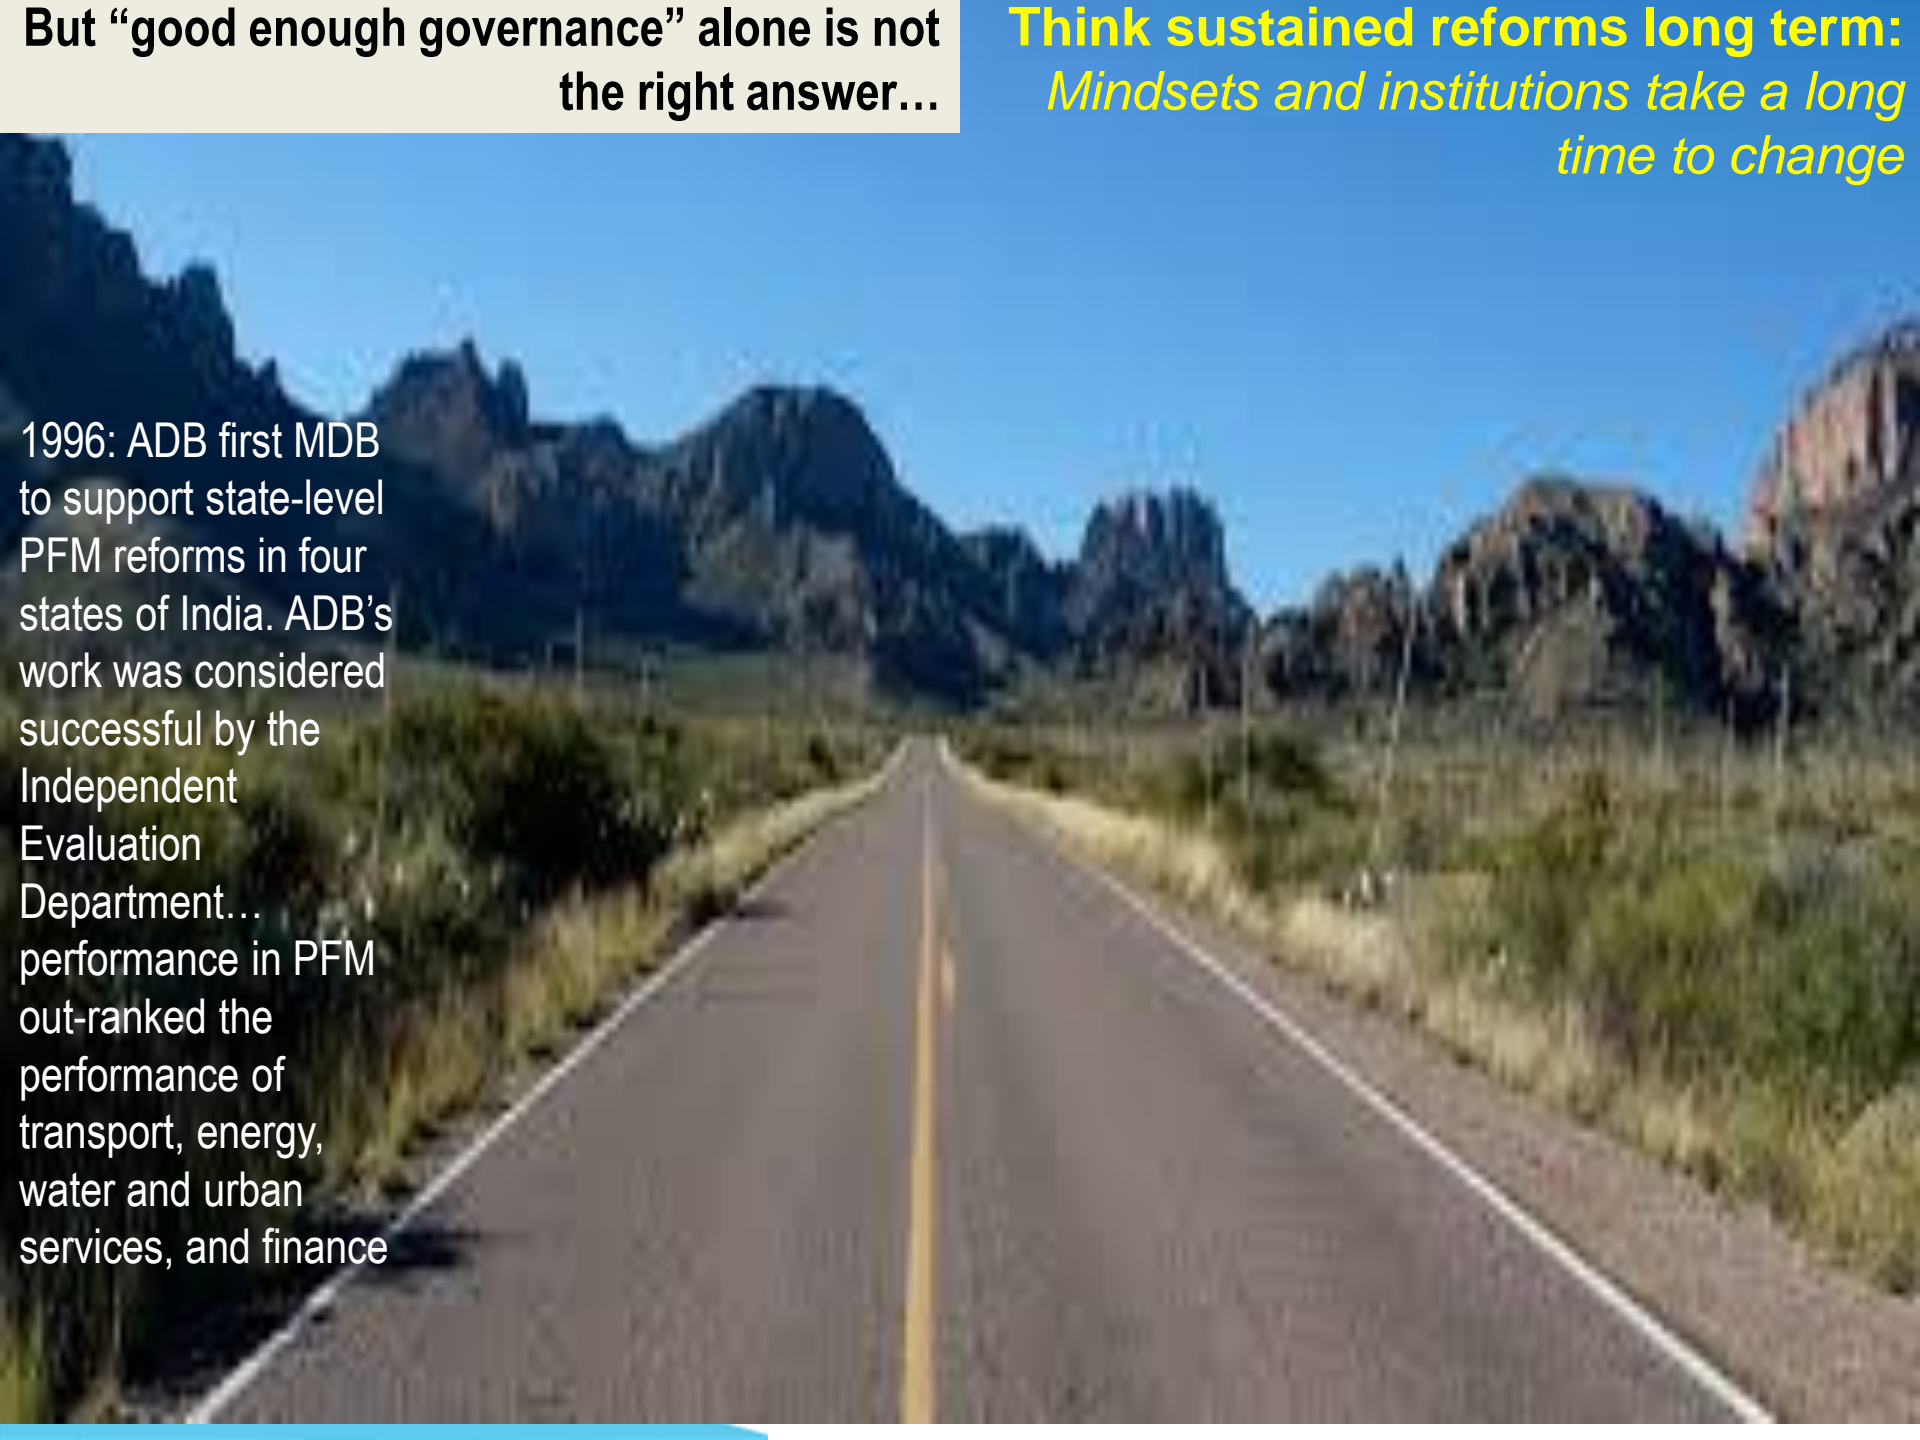 But “good enough governance” alone is not
the right answer…
Think sustained reforms long term:
Mindsets and institutions take a long
time to change
1996: ADB first MDB
to support state-level
PFM reforms in four
states of India. ADB’s
work was considered
successful by the
Independent
Evaluation
Department…
performance in PFM
out-ranked the
performance of
transport, energy,
water and urban
services, and finance